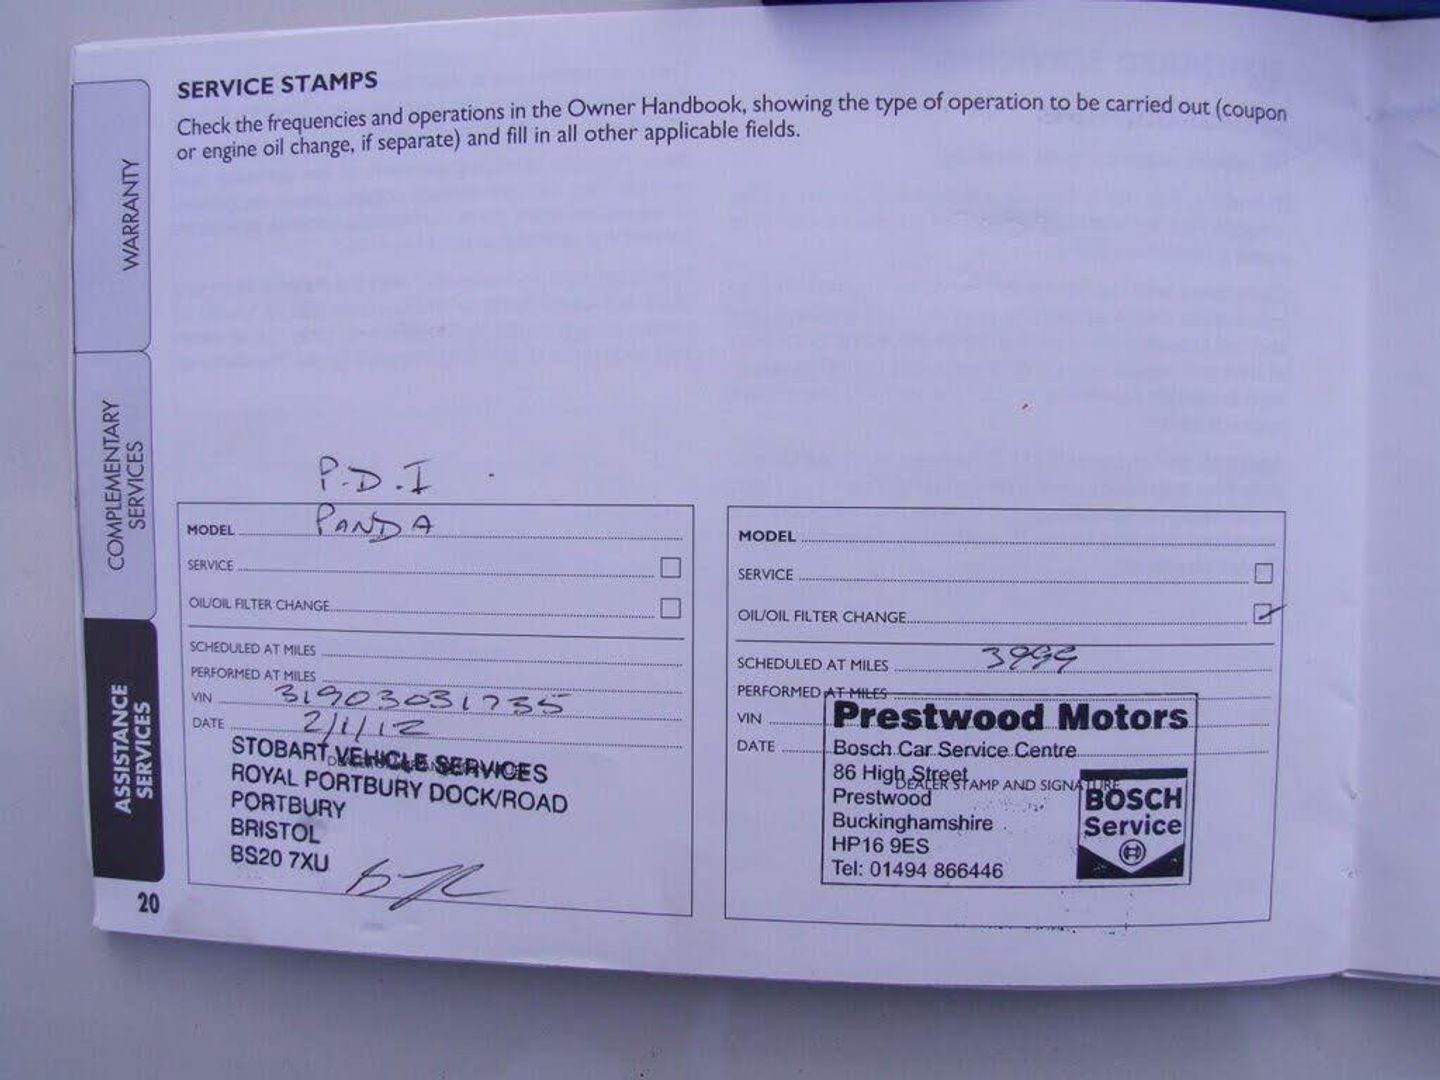 SERVICE STAMPS
Check the frequencies and operations in the Owner Handbook, showing the type of operation to be carried out (coupon
or engine oil change, if separate) and fill in all other applicable fields.
WARRANTY
COMPLEMENTARY
SERVICES
ASSISTANCE
SERVICES
20
P.D.I
MODEL PANDA
SERVICE
OIL/OIL FILTER CHANGE
SCHEDULED AT MILES
PERFORMED AT MILES
VIN 31903031735
DATE 2/1/12
STOBART VEHICLE SERVICES
ROYAL PORTBURY DOCK/ROAD
PORTBURY
BRISTOL
BS20 7XU
MODEL
SERVICE
OIL/OIL FILTER CHANGE
SCHEDULED AT MILES 3999
PERFORMED AT MILES
VIN
DATE
DEALER STAMP AND SIGNATURE
Prestwood Motors
Bosch Car Service Centre
86 High Street
Prestwood
Buckinghamshire
HP16 9ES
Tel: 01494 866446
BOSCH
Service